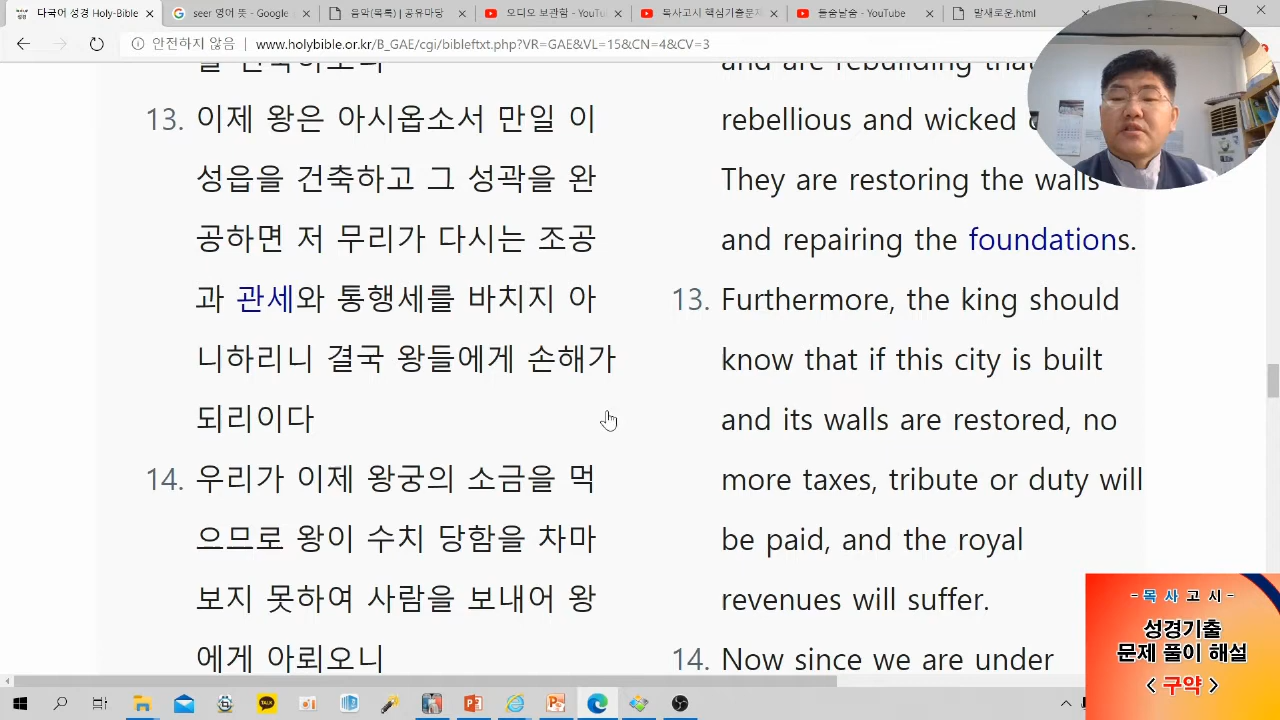 다국어 성경 Holy-Bible
seer 영어 뜻 - Google
음악(목록) | 공유마당
오디오 보관함 - YouTu
목사고시 핵심기출문제
들숨날숨 - YouTube
말새로운.html
안전하지 않음
www.holybible.or.kr/B_GAE/cgi/bibleftxt.php?VR=GAE&VL=15&CN=4&CV=3
13. 이제 왕은 아시옵소서 만일 이
성읍을 건축하고 그 성곽을 완
공하면 저 무리가 다시는 조공
과 관세와 통행세를 바치지 아
니하리니 결국 왕들에게 손해가
되리이다
14. 우리가 이제 왕궁의 소금을 먹
으므로 왕이 수치 당함을 차마
보지 못하여 사람을 보내어 왕
에게 아뢰오니
and are rebuilding that
rebellious and wicked
They are restoring the walls
and repairing the foundations.
13. Furthermore, the king should
know that if this city is built
and its walls are restored, no
more taxes, tribute or duty will
be paid, and the royal
revenues will suffer.
14. Now since we are under
- 목 사 고 시 -
성경기출
문제 풀이 해설
< 구약 >